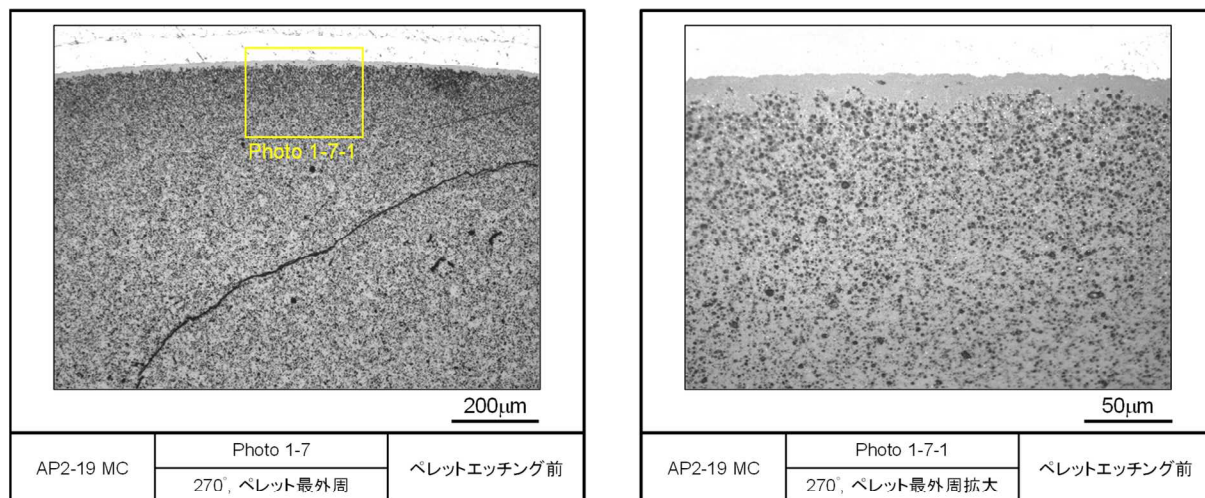 Photo 1-7-1
200μm
AP2-19 MC
Photo 1-7
270°, ペレット最外周
ペレットエッチング前
50μm
AP2-19 MC
Photo 1-7-1
270°, ペレット最外周拡大
ペレットエッチング前